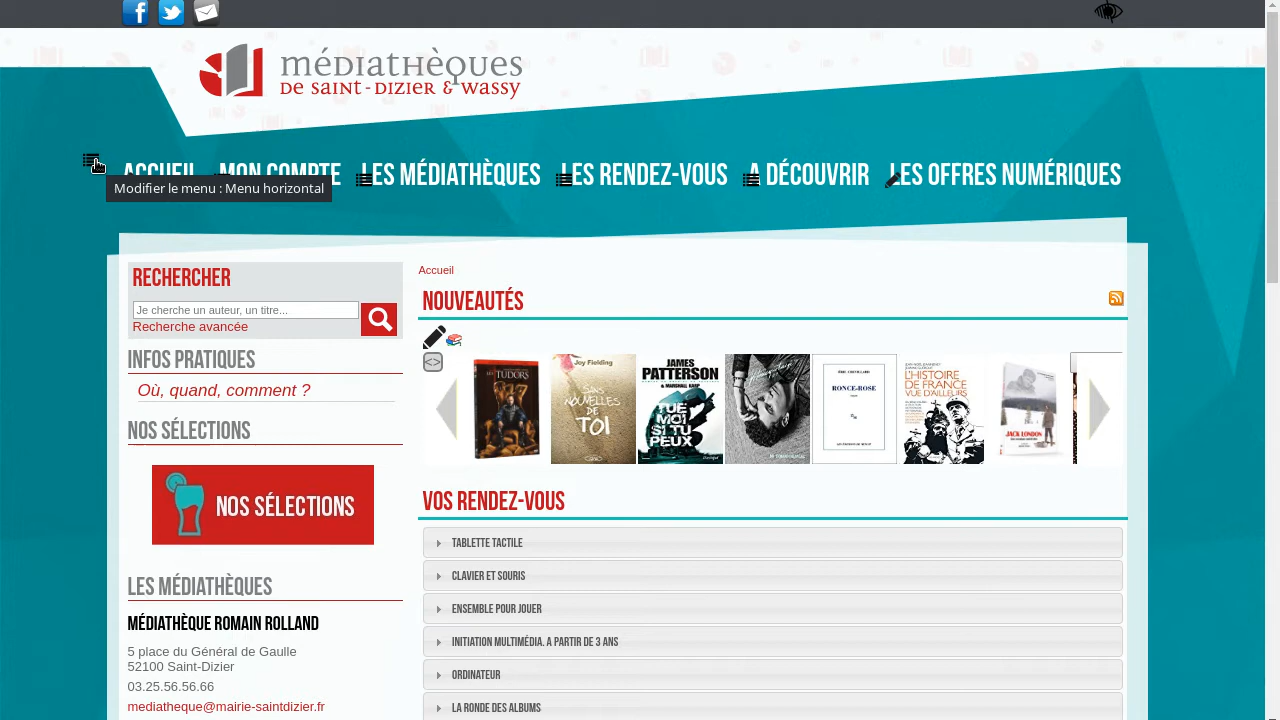 médiathèques
de saint-dizier & wassy
ACCUEIL MON COMPTE LES MÉDIATHÈQUES LES RENDEZ-VOUS A DÉCOUVRIR LES OFFRES NUMÉRIQUES
Modifier le menu : Menu horizontal
RECHERCHER
Je cherche un auteur, un titre...
Recherche avancée
INFOS PRATIQUES
Où, quand, comment ?
NOS SÉLECTIONS
NOS SÉLECTIONS
LES MÉDIATHÈQUES
MÉDIATHÈQUE ROMAIN ROLLAND
5 place du Général de Gaulle
52100 Saint-Dizier
03.25.56.56.66
mediatheque@mairie-saintdizier.fr
Accueil
NOUVEAUTÉS
<>
TUDORS
Joy Fielding
SANS
NOUVELLES
DE
TOI
JAMES
PATTERSON
& MARSHALL KARP
TUE
MOI
SI TU
PEUX
RONCE-ROSE
L'HISTOIRE
DE FRANCE
VUE D'AILLEURS
JACK LONDON
VOS RENDEZ-VOUS
TABLETTE TACTILE
CLAVIER ET SOURIS
ENSEMBLE POUR JOUER
INITIATION MULTIMÉDIA. A PARTIR DE 3 ANS
ORDINATEUR
LA RONDE DES ALBUMS